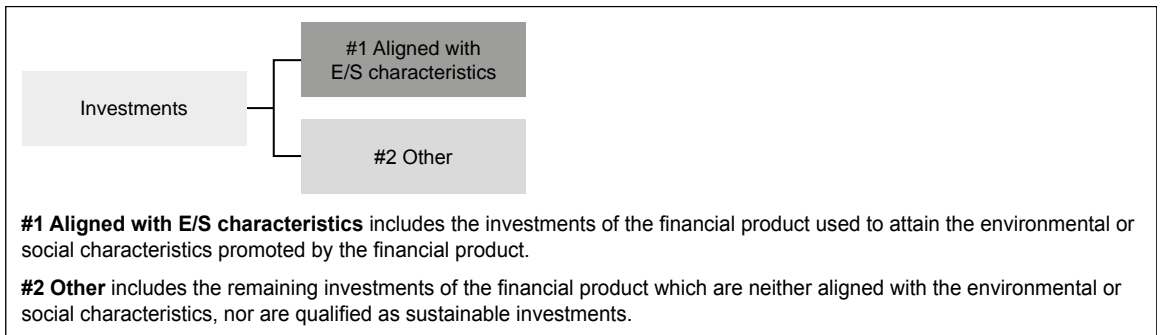 #1 Aligned with
E/S characteristics
Investments
#2 Other
#1 Aligned with E/S characteristics includes the investments of the financial product used to attain the environmental or
social characteristics promoted by the financial product.
#2 Other includes the remaining investments of the financial product which are neither aligned with the environmental or
social characteristics, nor are qualified as sustainable investments.